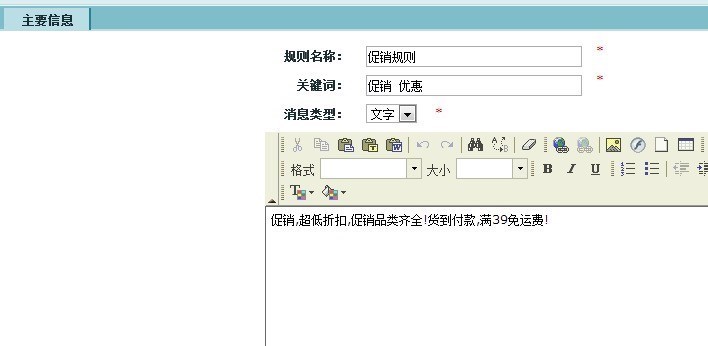 主要信息
规则名称： 促销规则 *
关键词： 促销 优惠 *
消息类型： 文字 *
格式 大小 B I U
促销,超低折扣,促销品类齐全!货到付款,满39免运费!